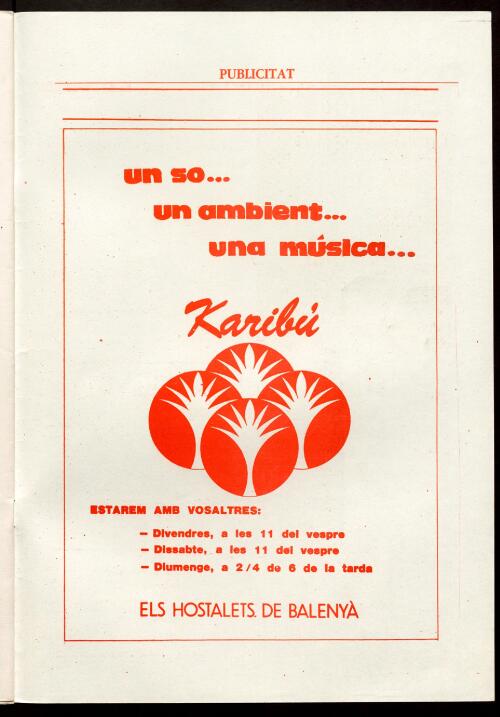 PUBLICITAT
un so...
un ambient...
una música...
Karibú
ESTAREM AMB VOSALTRES:
– Divendres, a les 11 del vespre
– Dissabte, a les 11 del vespre
– Diumenge, a 2/4 de 6 de la tarda
ELS HOSTALETS. DE BALENYÀ